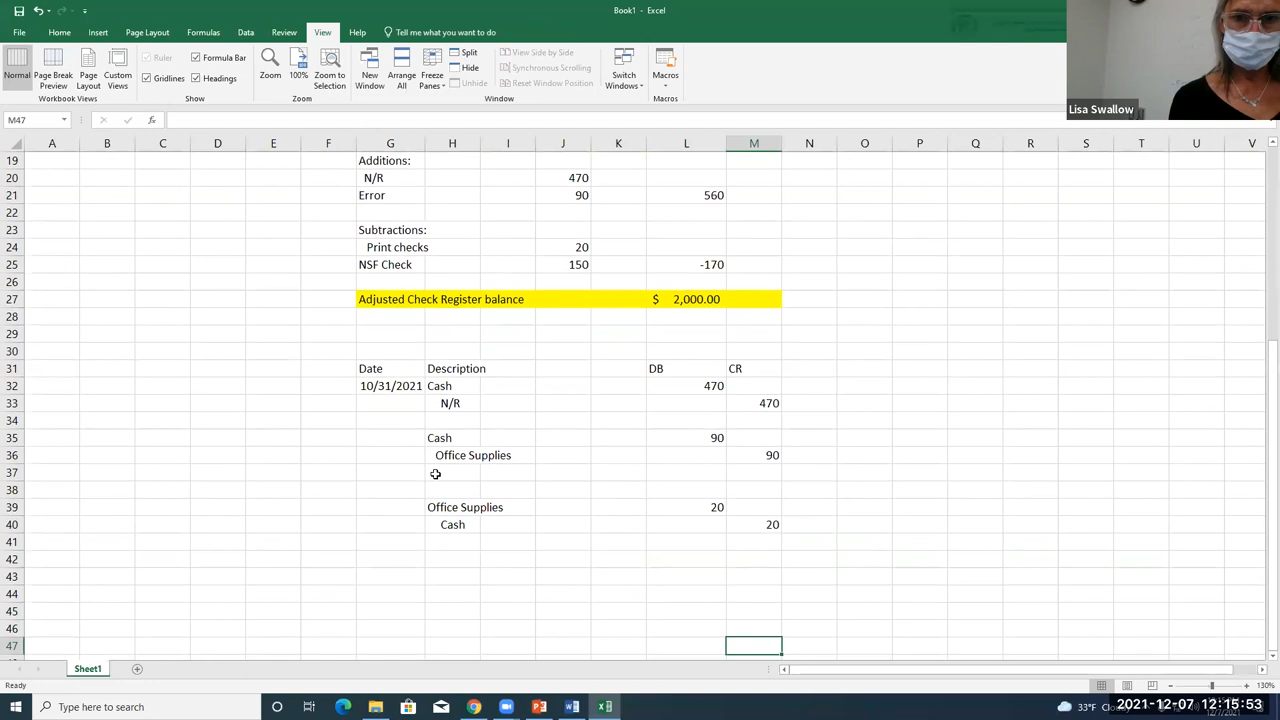 Book1 - Excel
File Home Insert Page Layout Formulas Data Review View Help Tell me what you want to do
Normal Page Break Preview Page Layout Custom Views
Workbook Views
Ruler Formula Bar
Gridlines Headings
Show
Zoom 100% Zoom to Selection
Zoom
New Window Arrange All Freeze Panes
Split
Hide
Unhide
View Side by Side
Synchronous Scrolling
Reset Window Position
Switch Windows
Window
Macros
Macros
Lisa Swallow
M47
A B C D E F G H I J K L M N O P Q R S T U V
19 Additions:
20 N/R 470
21 Error 90 560
22
23 Subtractions:
24 Print checks 20
25 NSF Check 150 -170
26
27 Adjusted Check Register balance $ 2,000.00
28
29
30
31 Date Description DB CR
32 10/31/2021 Cash 470
33 N/R 470
34
35 Cash 90
36 Office Supplies 90
37
38
39 Office Supplies 20
40 Cash 20
41
42
43
44
45
46
47
Sheet1
Ready 130%
Type here to search 33°F
2021-12-07 12:15:53